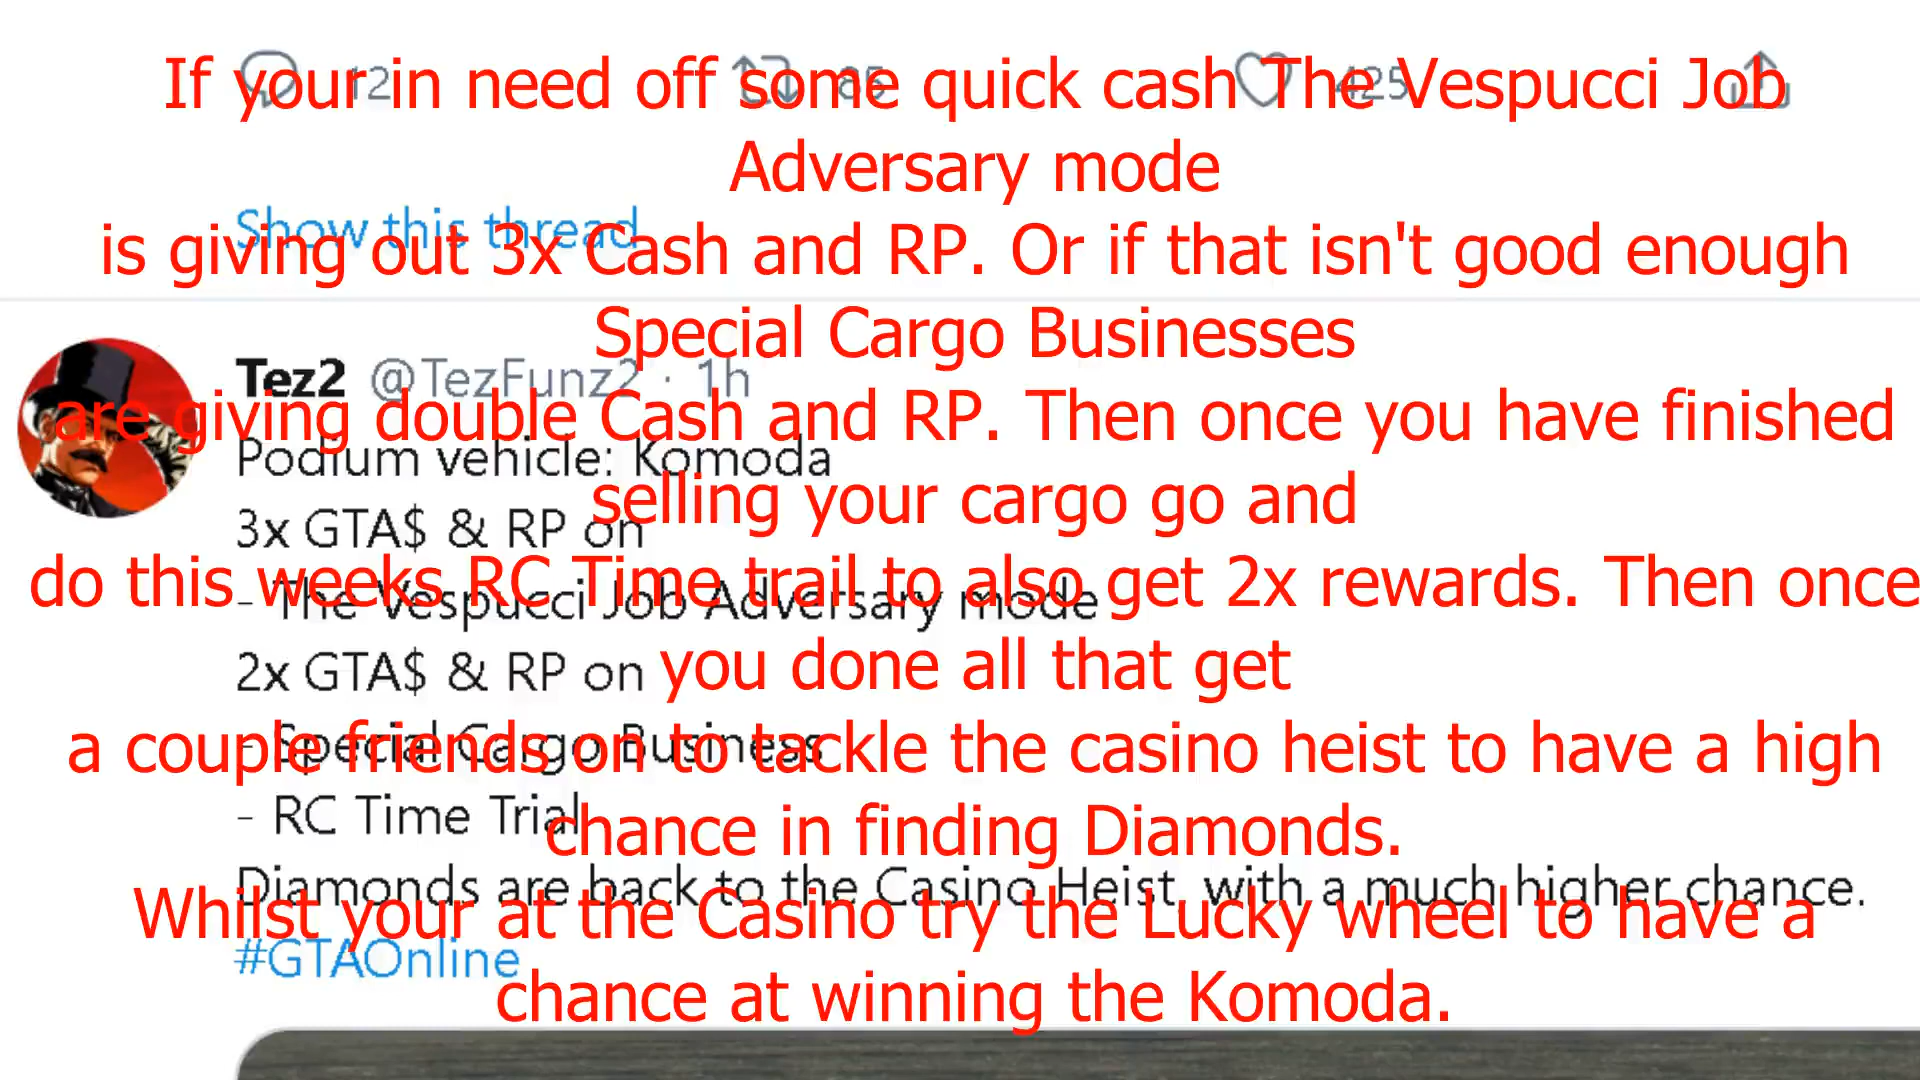 12 85 425
If your in need off some quick cash The Vespucci Job
Adversary mode
is giving out 3x Cash and RP. Or if that isn't good enough
Special Cargo Businesses
are giving double Cash and RP. Then once you have finished
selling your cargo go and
do this weeks RC Time trail to also get 2x rewards. Then once
you done all that get
a couple friends on to tackle the casino heist to have a high
chance in finding Diamonds.
Whilst your at the Casino try the Lucky wheel to have a
chance at winning the Komoda.
Show this thread
Tez2 @TezFunz2 · 1h
Podium vehicle: Komoda
3x GTA$ & RP on
- The Vespucci Job Adversary mode
2x GTA$ & RP on
- Special Cargo Business
- RC Time Trial
Diamonds are back to the Casino Heist, with a much higher chance.
#GTAOnline